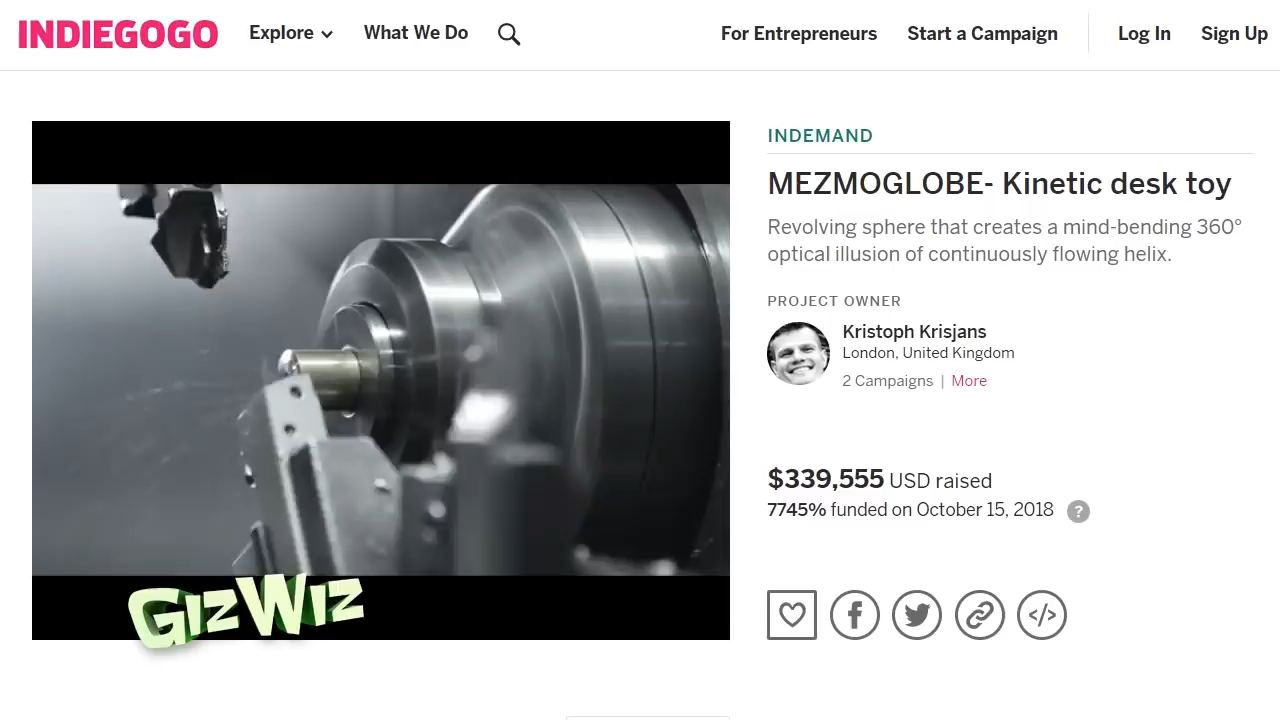 INDIEGOGO Explore What We Do For Entrepreneurs Start a Campaign Log In Sign Up
INDEMAND
MEZMOGLOBE- Kinetic desk toy
Revolving sphere that creates a mind-bending 360°
optical illusion of continuously flowing helix.
PROJECT OWNER
Kristoph Krisjans
London, United Kingdom
2 Campaigns | More
$339,555 USD raised
7745% funded on October 15, 2018 ?
GIZWIZ